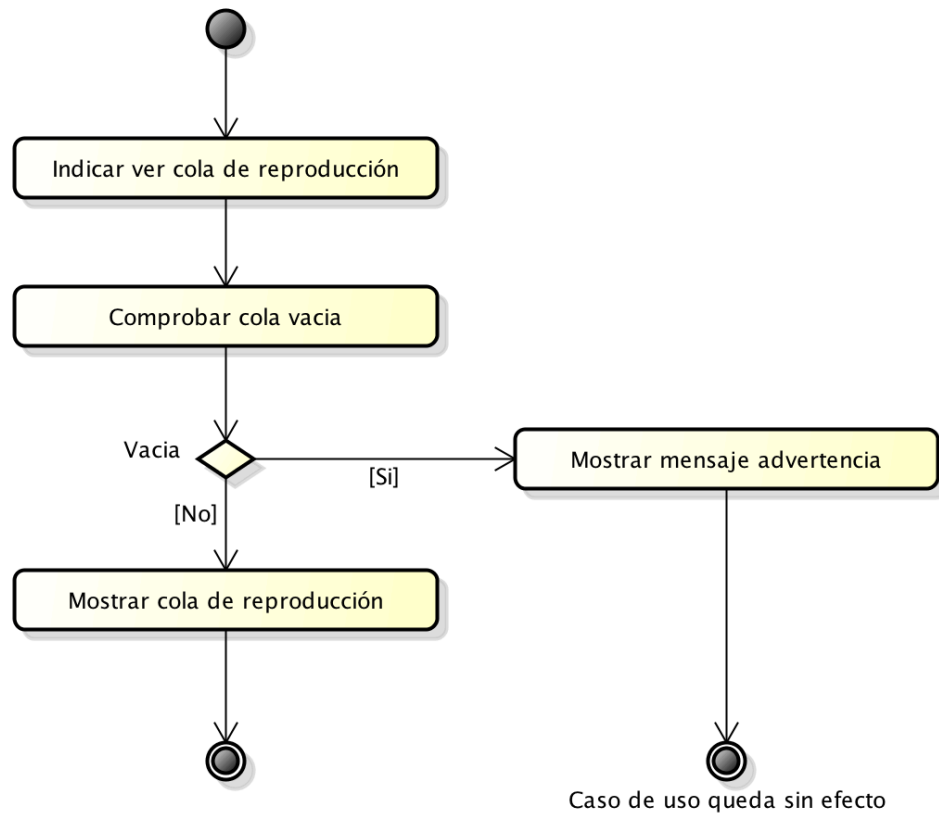 Indicar ver cola de reproducción
Comprobar cola vacia
Vacia
[Si]
Mostrar mensaje advertencia
[No]
Mostrar cola de reproducción
Caso de uso queda sin efecto